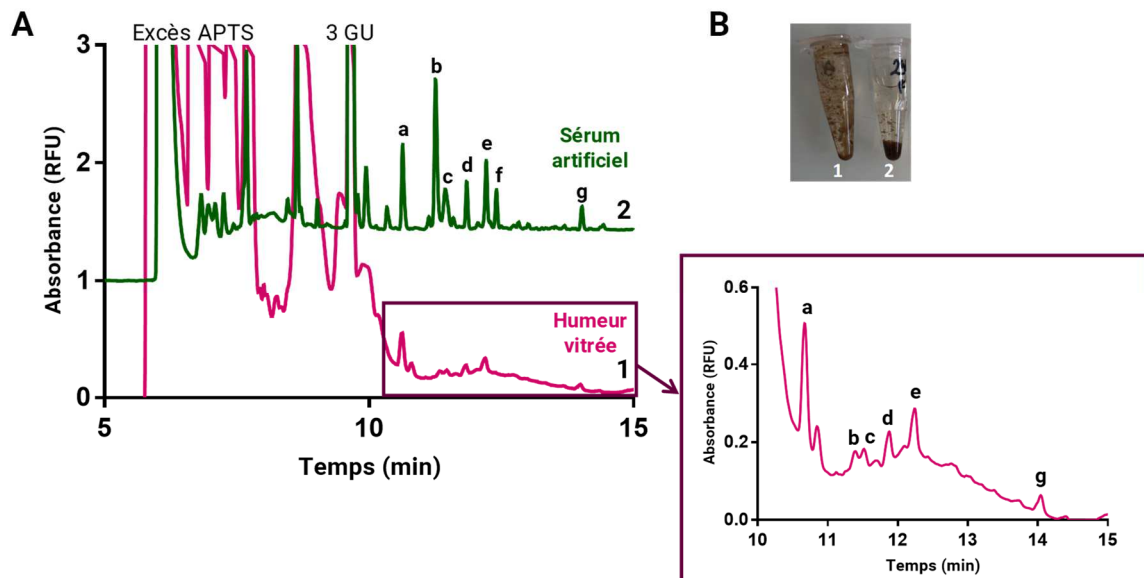 A
B
Excès APTS
3 GU
3
2
1
0
Absorbance (RFU)
a
b
c
d
e
f
g
Sérum
artificiel
2
Humeur
vitrée
1
5
10
15
Temps (min)
1
2
0.6
0.4
0.2
0.0
Absorbance (RFU)
a
b
c
d
e
g
10
11
12
13
14
15
Temps (min)